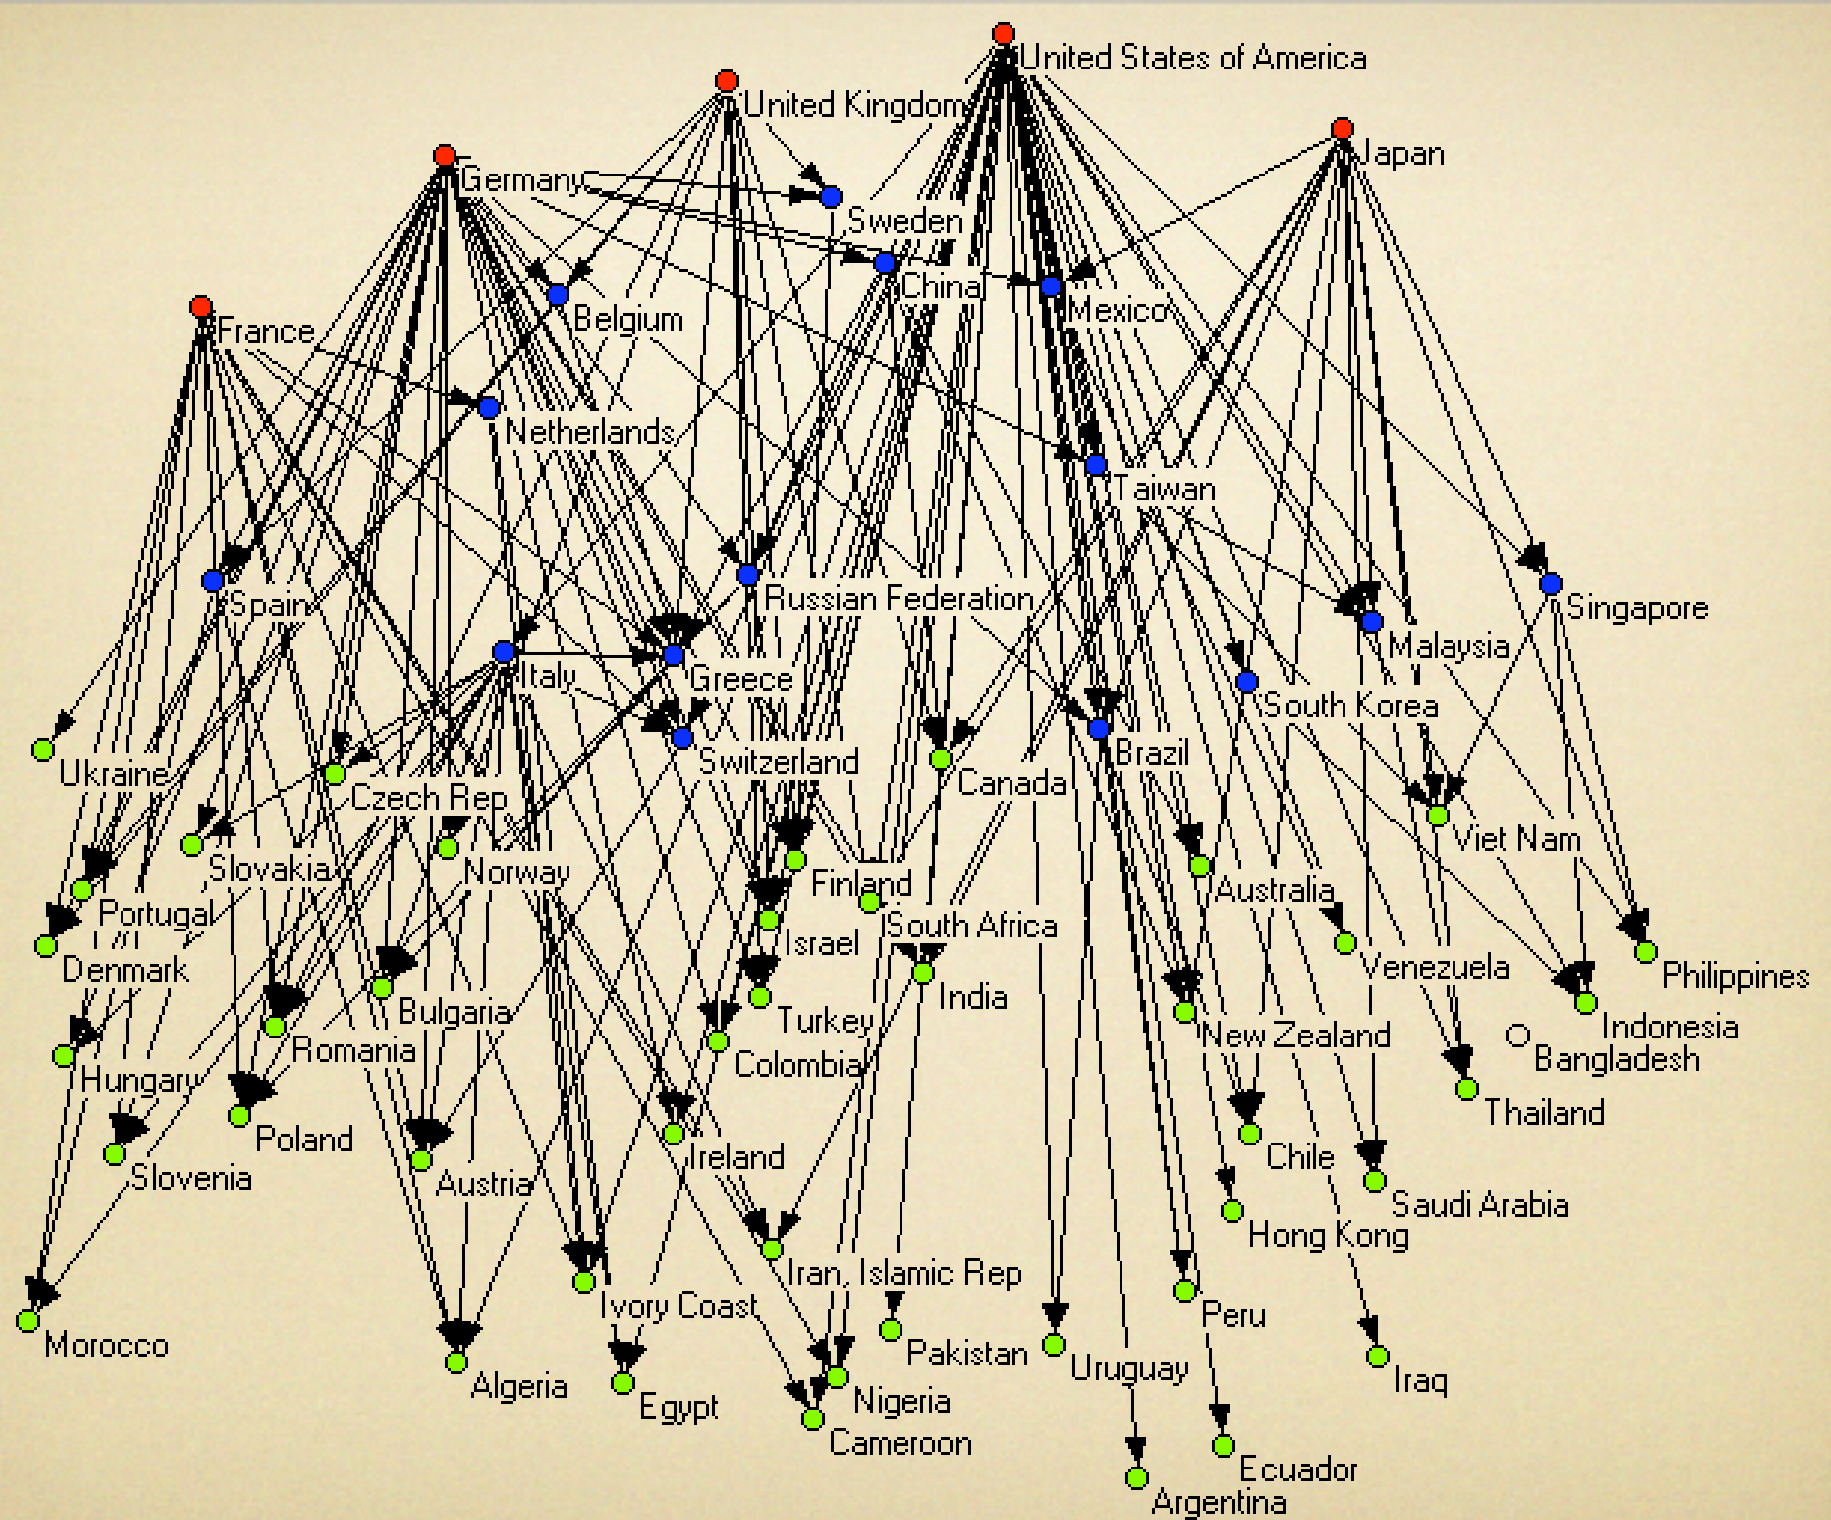 United States of America
United Kingdom
Japan
Germany
Sweden
China
Mexico
Belgium
France
Netherlands
Taiwan
Russian Federation
Spain
Singapore
Malaysia
Italy
Greece
South Korea
Switzerland
Brazil
Ukraine
Canada
Czech Rep
Viet Nam
Slovakia
Norway
Finland
Australia
Portugal
South Africa
Israel
Venezuela
Denmark
Philippines
India
Bulgaria
Turkey
Indonesia
New Zealand
Romania
Bangladesh
Colombia
Hungary
Thailand
Poland
Ireland
Chile
Slovenia
Austria
Saudi Arabia
Hong Kong
Iran, Islamic Rep
Ivory Coast
Peru
Morocco
Pakistan
Uruguay
Iraq
Algeria
Nigeria
Egypt
Cameroon
Ecuador
Argentina